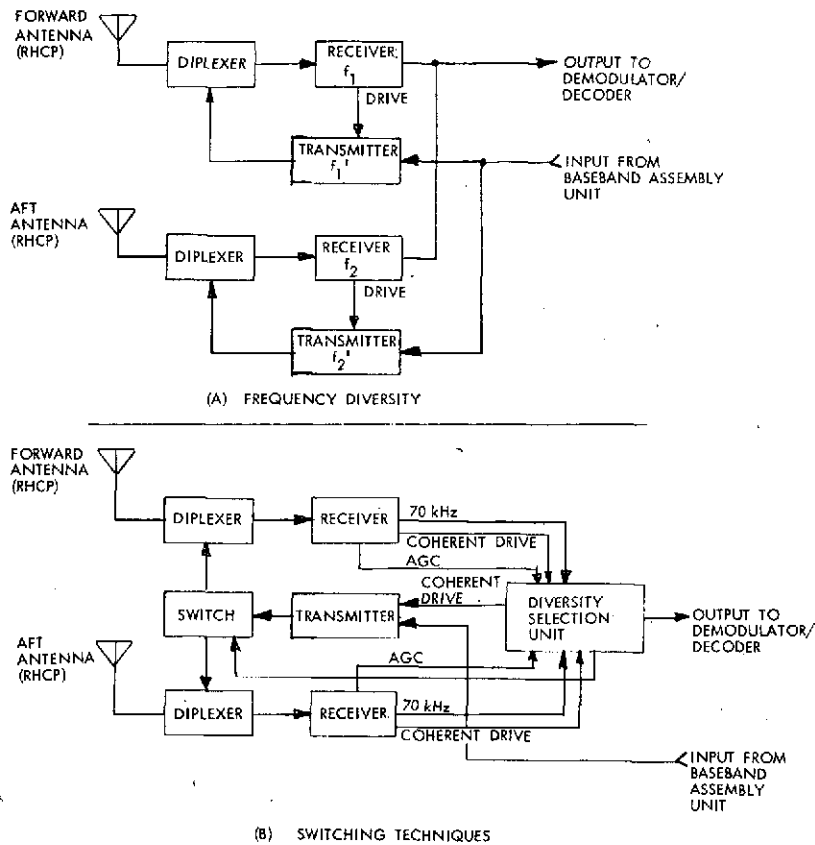 FORWARD
ANTENNA
(RHCP)
DIPLEXER
RECEIVER
f1
OUTPUT TO
DEMODULATOR/
DECODER
DRIVE
TRANSMITTER
f1'
INPUT FROM
BASEBAND ASSEMBLY
UNIT
AFT
ANTENNA
(RHCP)
DIPLEXER
RECEIVER
f2
DRIVE
TRANSMITTER
f2'
(A) FREQUENCY DIVERSITY
FORWARD
ANTENNA
(RHCP)
DIPLEXER
RECEIVER
70 kHz
COHERENT DRIVE
AGC
COHERENT
DRIVE
SWITCH
TRANSMITTER
DIVERSITY
SELECTION
UNIT
OUTPUT TO
DEMODULATOR/
DECODER
AFT
ANTENNA
(RHCP)
AGC
DIPLEXER
RECEIVER
70 kHz
COHERENT DRIVE
INPUT FROM
BASEBAND
ASSEMBLY
UNIT
(B) SWITCHING TECHNIQUES